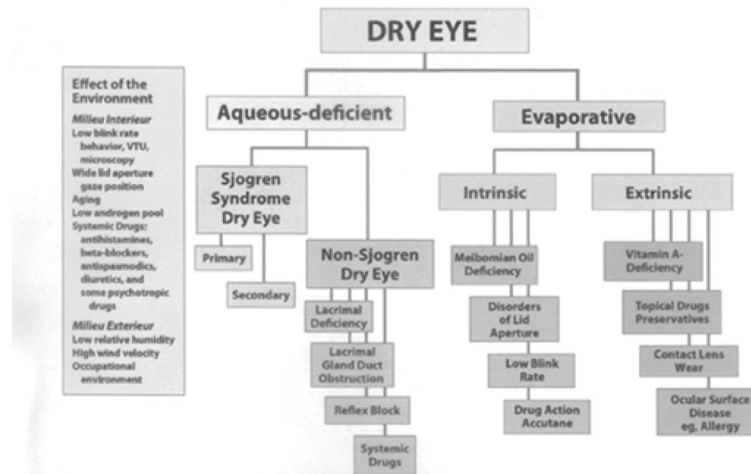 DRY EYE
Effect of the
Environment
Milieu Interieur
Low blink rate
behavior, VTU,
microscopy
Wide lid aperture
gaze position
Aging
Low androgen pool
Systemic Drugs:
antihistamines,
beta-blockers,
antispasmodics,
diuretics, and
some psychotropic
drugs
Milieu Exterieur
Low relative humidity
High wind velocity
Occupational
environment
Aqueous-deficient
Sjogren
Syndrome
Dry Eye
Primary
Secondary
Non-Sjogren
Dry Eye
Lacrimal
Deficiency
Lacrimal
Gland Duct
Obstruction
Reflex Block
Systemic
Drugs
Evaporative
Intrinsic
Meibomian Oil
Deficiency
Disorders
of Lid
Aperture
Low Blink
Rate
Drug Action
Accutane
Extrinsic
Vitamin A-
Deficiency
Topical Drugs
Preservatives
Contact Lens
Wear
Ocular Surface
Disease
eg, Allergy